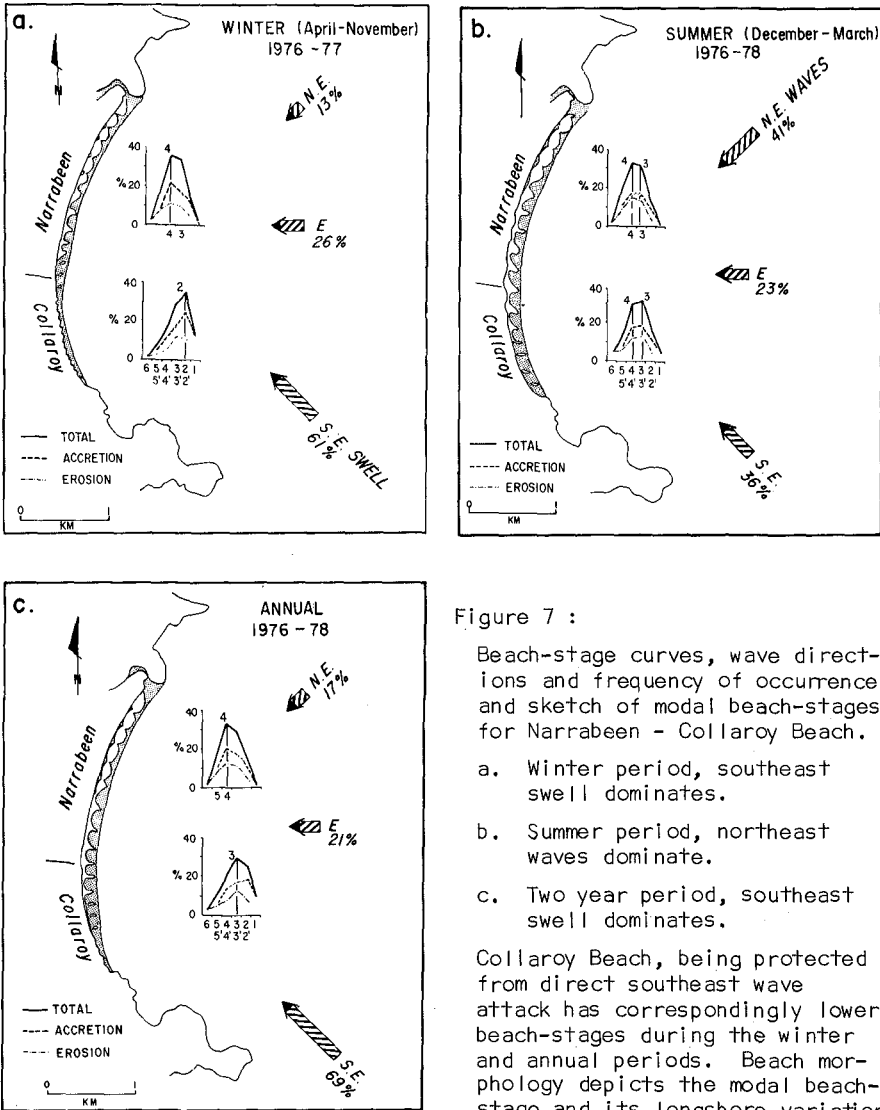 a.
WINTER (April-November)
1976-77
N
N.E.
13%
E
26%
S.E. SWELL
61%
Narrabeen
Collaroy
40
% 20
0
4
4 3
40
% 20
0
2
6 5 4 3 2 1
5' 4' 3' 2'
TOTAL
ACCRETION
EROSION
0
KM
b.
SUMMER (December-March)
1976-78
N.E. WAVES
41%
E
23%
S.E.
36%
Narrabeen
Collaroy
40
% 20
0
4 3
4 3
40
% 20
0
4 3
6 5 4 3 2 1
5' 4' 3' 2'
TOTAL
ACCRETION
EROSION
0
KM
c.
ANNUAL
1976-78
N
N.E.
17%
E
21%
S.E.
69%
Narrabeen
Collaroy
40
% 20
0
4
5 4
40
% 20
0
3
6 5 4 3 2 1
5' 4' 3' 2'
TOTAL
ACCRETION
EROSION
0
KM
Figure 7 :
Beach-stage curves, wave direct-
ions and frequency of occurrence
and sketch of modal beach-stages
for Narrabeen - Collaroy Beach.
a. Winter period, southeast
swell dominates.
b. Summer period, northeast
waves dominate.
c. Two year period, southeast
swell dominates.
Collaroy Beach, being protected
from direct southeast wave
attack has correspondingly lower
beach-stages during the winter
and annual periods. Beach mor-
phology depicts the modal beach-
stage and its longshore variation